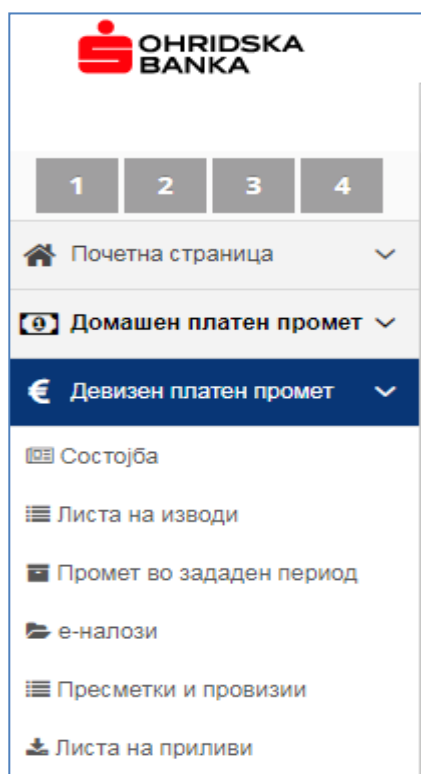 OHRIDSKA
BANKA
1 2 3 4
Почетна страница
Домашен платен промет
€ Девизен платен промет
Состојба
Листа на изводи
Промет во зададен период
е-налози
Пресметки и провизии
Листа на приливи